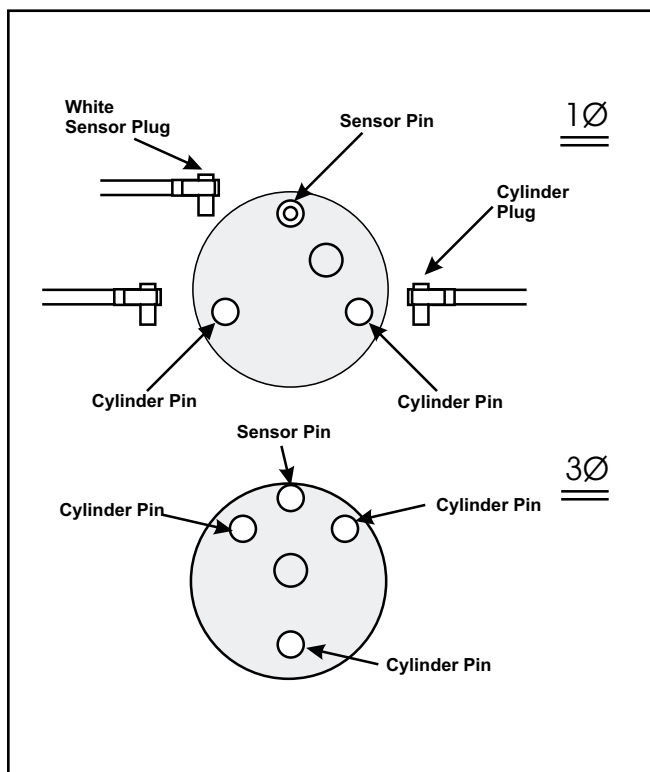 White
Sensor Plug
Sensor Pin
1Ø
Cylinder
Plug
Cylinder Pin
Cylinder Pin
Sensor Pin
3Ø
Cylinder Pin
Cylinder Pin
Cylinder Pin